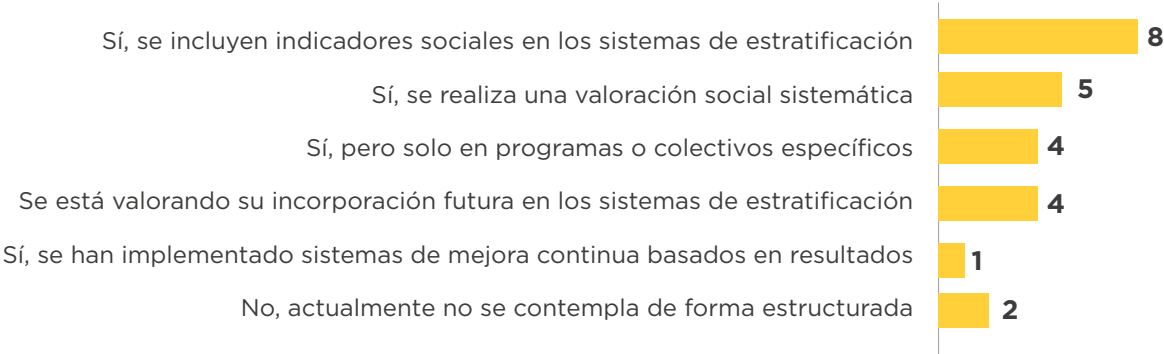 Sí, se incluyen indicadores sociales en los sistemas de estratificación 8
Sí, se realiza una valoración social sistemática 5
Sí, pero solo en programas o colectivos específicos 4
Se está valorando su incorporación futura en los sistemas de estratificación 4
Sí, se han implementado sistemas de mejora continua basados en resultados 1
No, actualmente no se contempla de forma estructurada 2